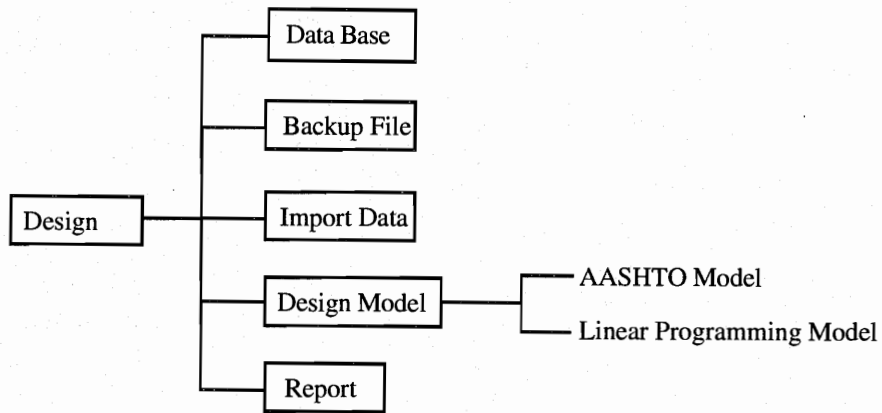 Data Base
Backup File
Design
Import Data
Design Model
AASHTO Model
Linear Programming Model
Report